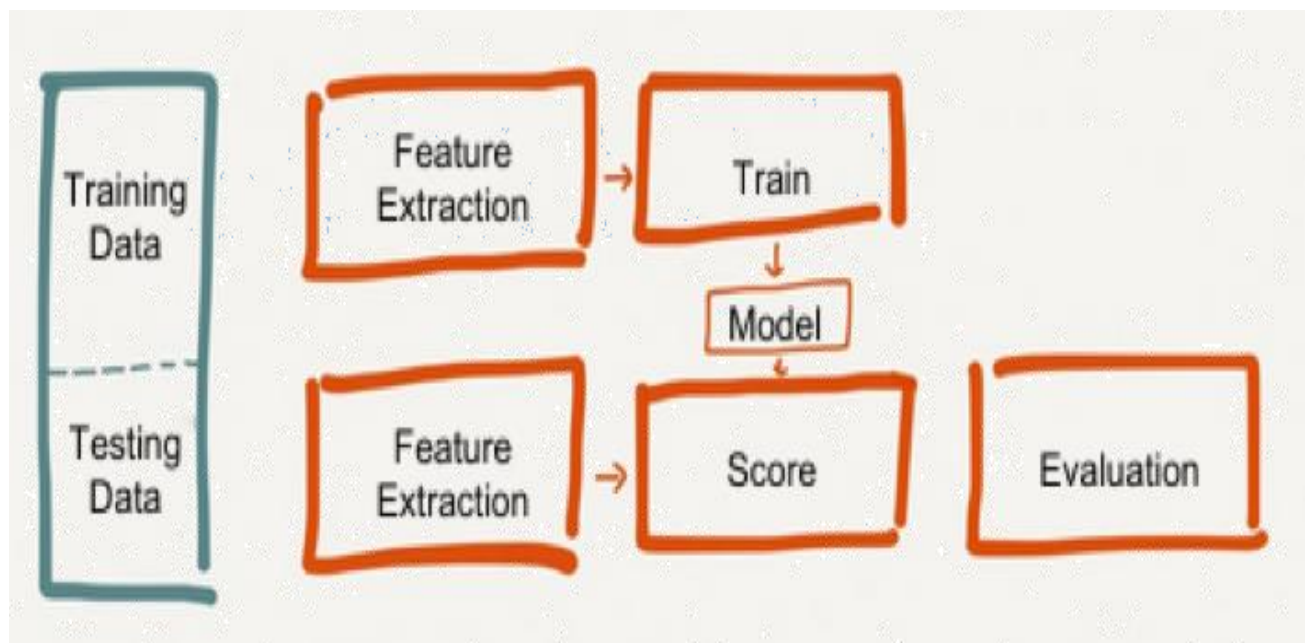 Training
Data
Feature
Extraction
Train
Model
Testing
Data
Feature
Extraction
Score
Evaluation